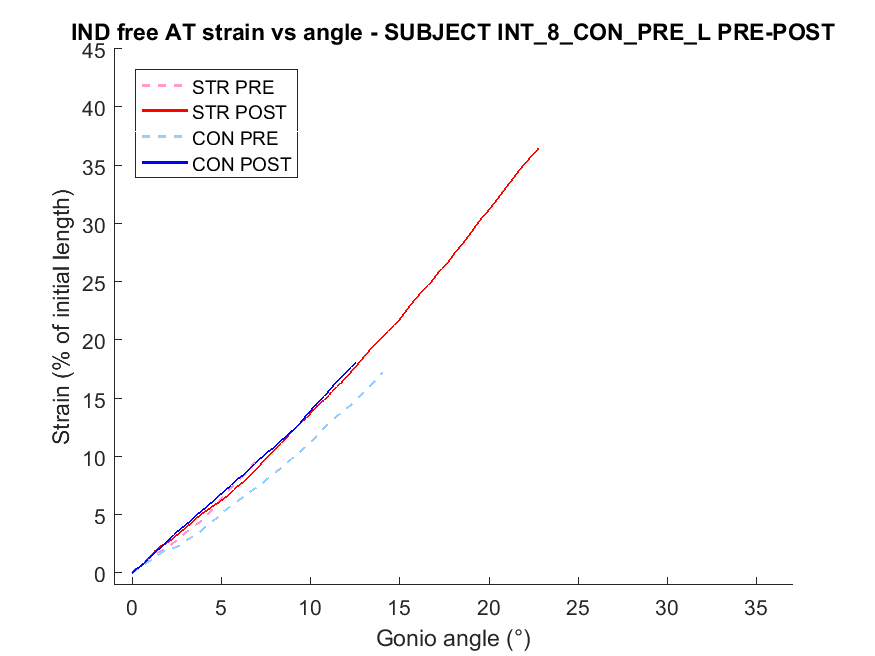 IND free AT strain vs angle - SUBJECT INT_8_CON_PRE_L PRE-POST
45
40
35
30
25
20
15
10
5
0
Strain (% of initial length)
STR PRE
STR POST
CON PRE
CON POST
0 5 10 15 20 25 30 35
Gonio angle (°)